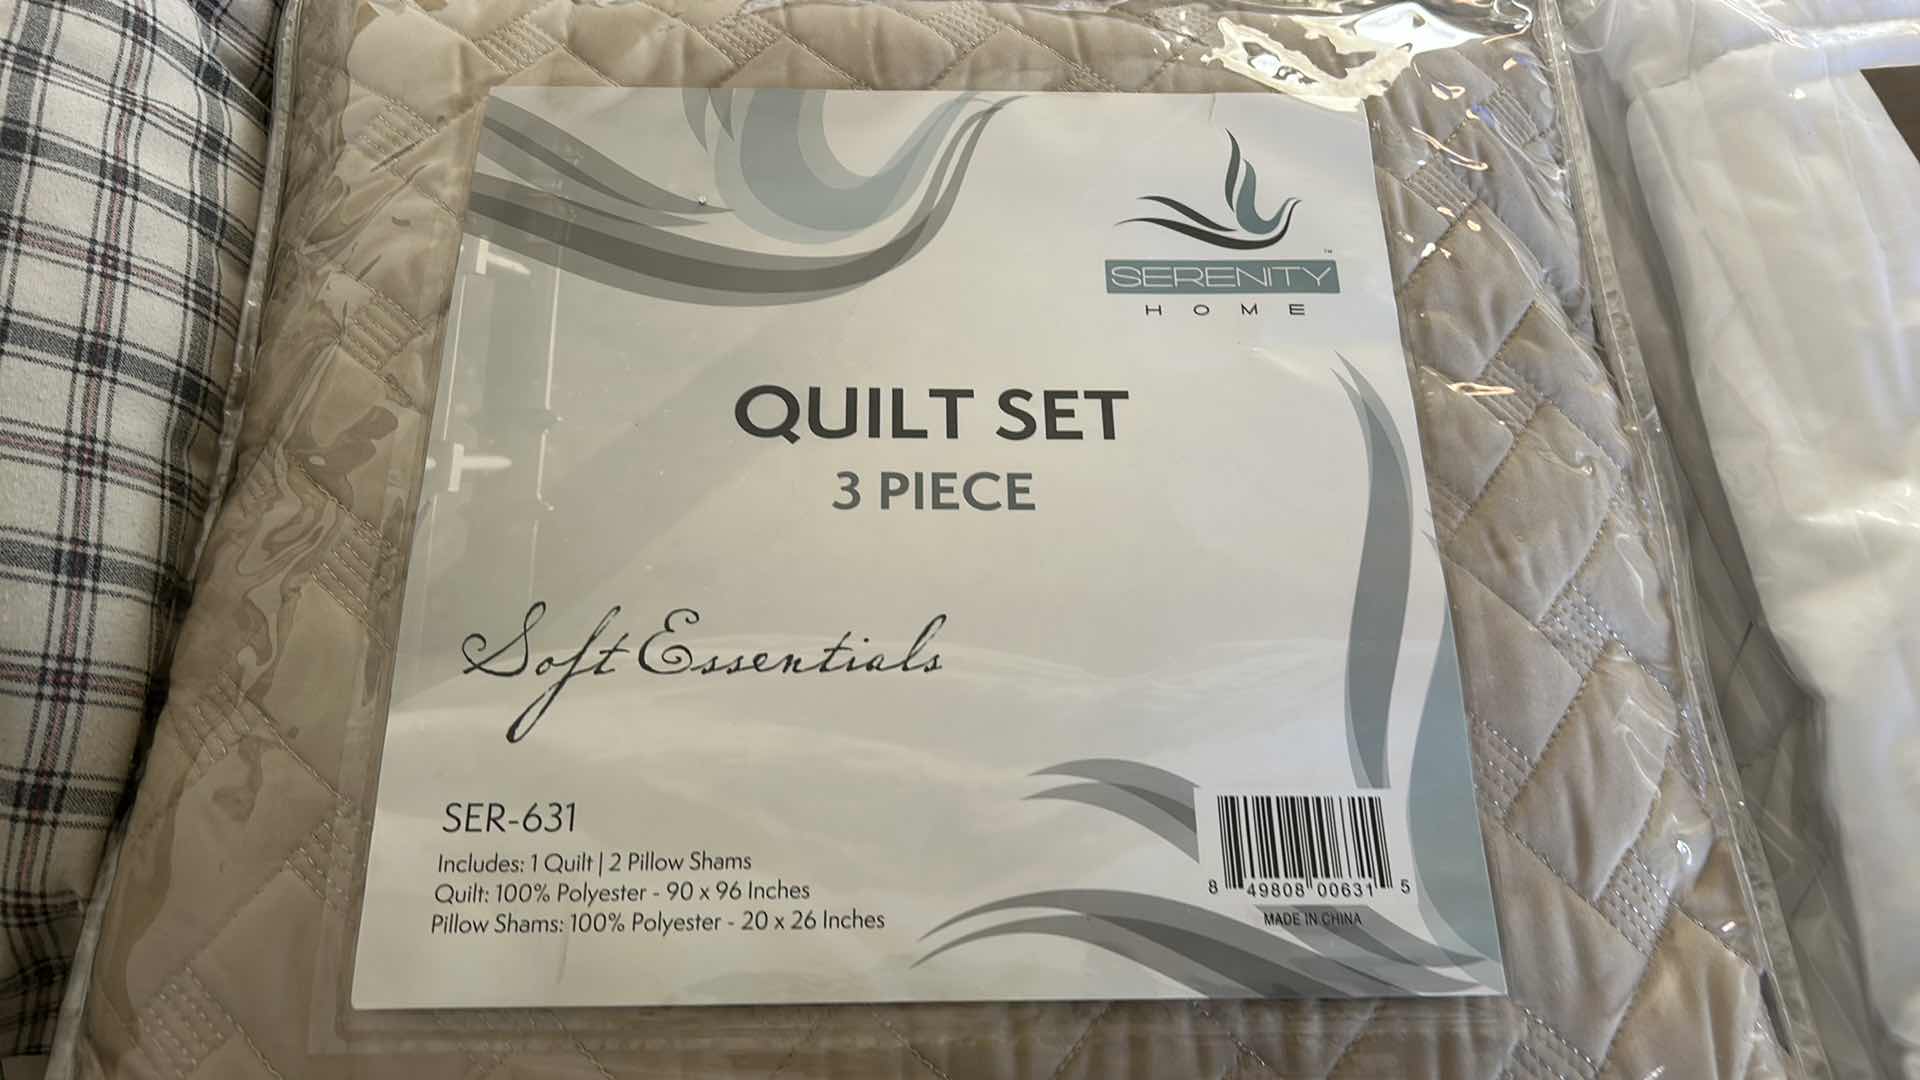 SERENITY™
HOME
QUILT SET
3 PIECE
Soft Essentials
SER-631
Includes: 1 Quilt | 2 Pillow Shams
Quilt: 100% Polyester - 90 x 96 Inches
Pillow Shams: 100% Polyester - 20 x 26 Inches
8 49808 00631 5
MADE IN CHINA